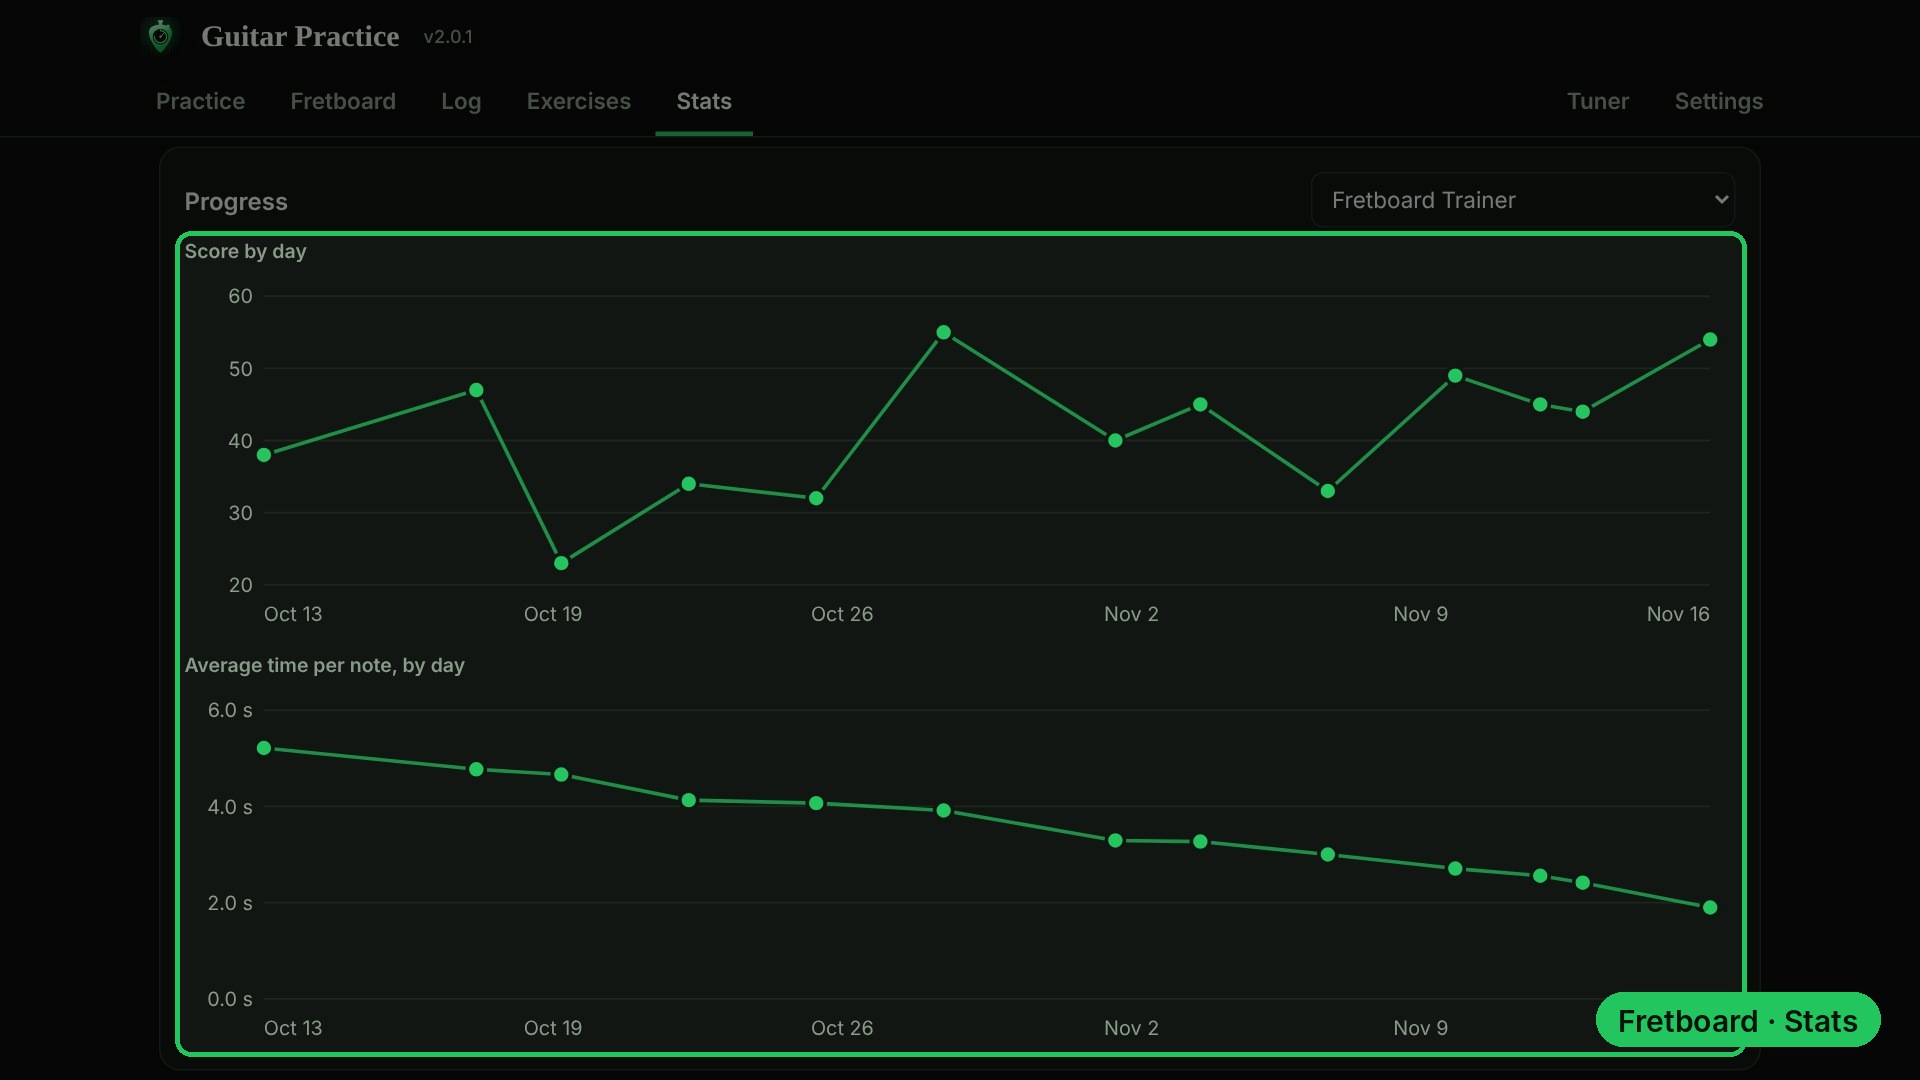 Guitar Practice v2.0.1
Practice Fretboard Log Exercises Stats Tuner Settings
Progress Fretboard Trainer
Score by day
60
50
40
30
20
Oct 13 Oct 19 Oct 26 Nov 2 Nov 9 Nov 16
Average time per note, by day
6.0 s
4.0 s
2.0 s
0.0 s
Oct 13 Oct 19 Oct 26 Nov 2 Nov 9
Fretboard · Stats